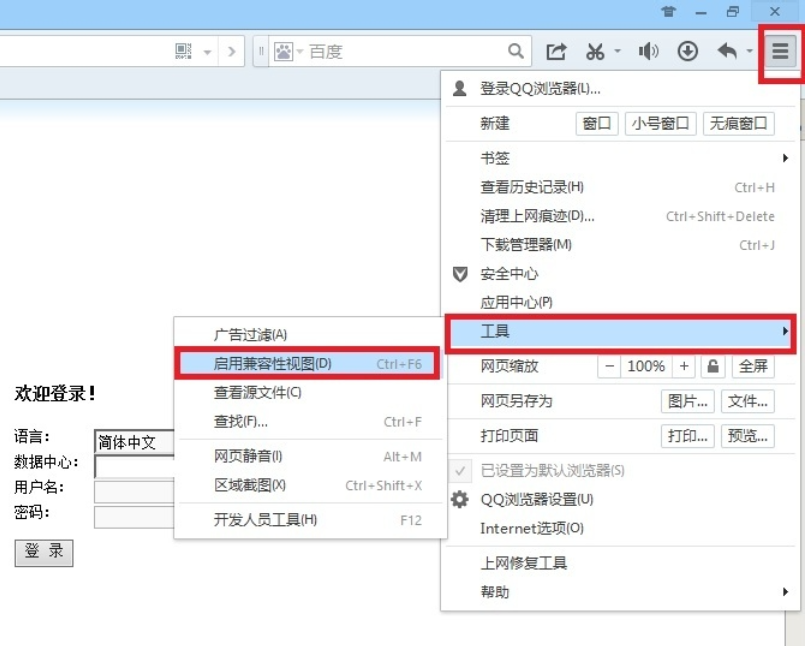 百度
登录QQ浏览器(L)...
新建 窗口 小号窗口 无痕窗口
书签
查看历史记录(H) Ctrl+H
清理上网痕迹(D)... Ctrl+Shift+Delete
下载管理器(M) Ctrl+J
安全中心
应用中心(P)
工具
网页缩放 − 100% + 全屏
网页另存为 图片... 文件...
打印页面 打印... 预览...
已设置为默认浏览器(S)
QQ浏览器设置(U)
Internet选项(O)
上网修复工具
帮助
广告过滤(A)
启用兼容性视图(D) Ctrl+F6
查看源文件(C)
查找(F)... Ctrl+F
网页静音(I) Alt+M
区域截图(X) Ctrl+Shift+X
开发人员工具(H) F12
欢迎登录！
语言： 简体中文
数据中心：
用户名：
密码：
登 录